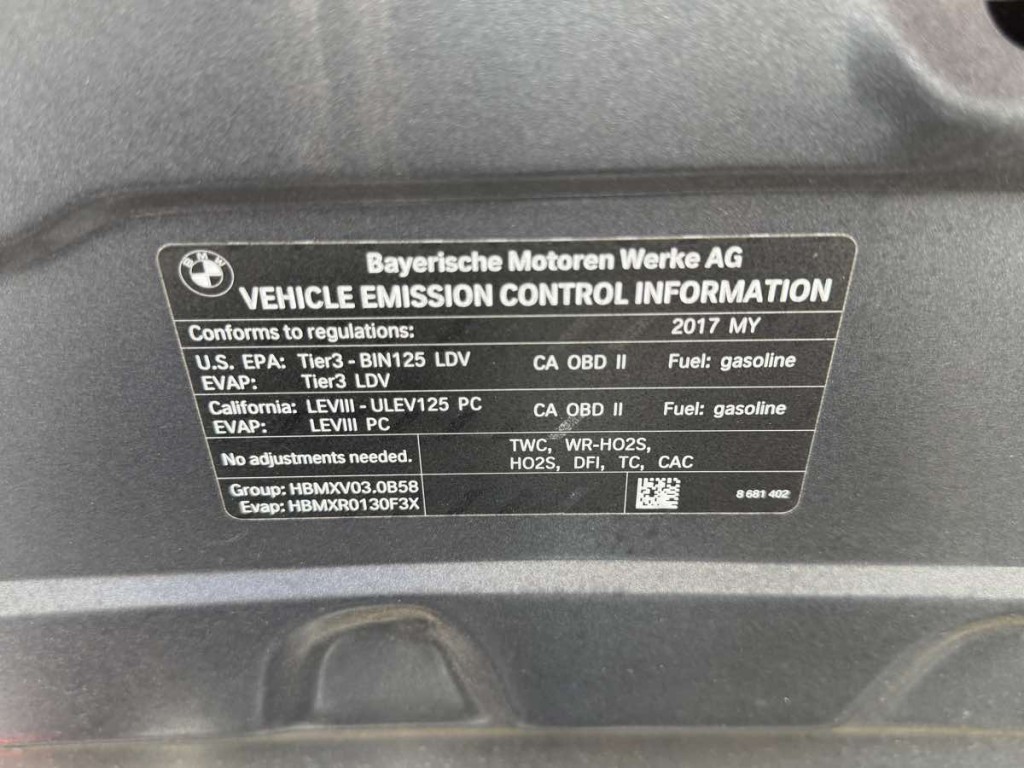 BMW
Bayerische Motoren Werke AG
VEHICLE EMISSION CONTROL INFORMATION
Conforms to regulations: 2017 MY
U.S. EPA: Tier3 - BIN125 LDV CA OBD II Fuel: gasoline
EVAP: Tier3 LDV
California: LEVIII - ULEV125 PC CA OBD II Fuel: gasoline
EVAP: LEVIII PC
No adjustments needed.
TWC, WR-HO2S,
HO2S, DFI, TC, CAC
Group: HBMXV03.0B58
Evap: HBMXR0130F3X
8 681 402